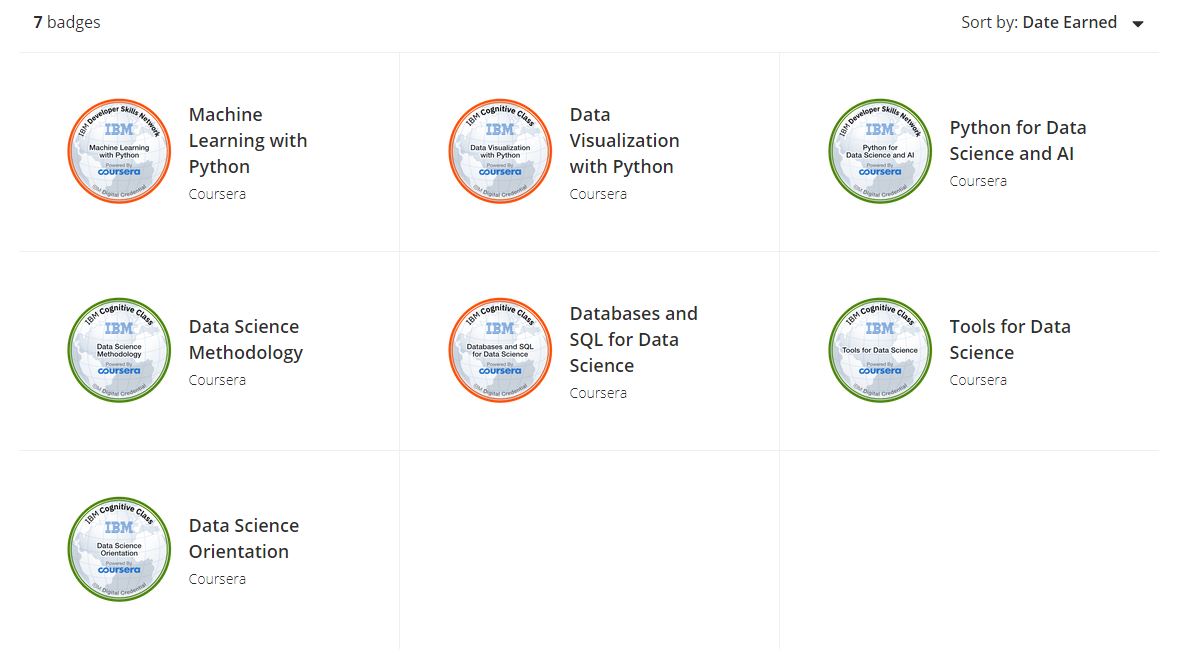 7 badges
Sort by: Date Earned
IBM Developer Skills Network
IBM
Machine Learning
with Python
Powered By
coursera
IBM Digital Credential
Machine
Learning with
Python
Coursera
IBM Cognitive Class
IBM
Data Visualization
with Python
Powered By
coursera
IBM Digital Credential
Data
Visualization
with Python
Coursera
IBM Developer Skills Network
IBM
Python for
Data Science and AI
Powered By
coursera
IBM Digital Credential
Python for Data
Science and AI
Coursera
IBM Cognitive Class
IBM
Data Science
Methodology
Powered By
coursera
IBM Digital Credential
Data Science
Methodology
Coursera
IBM Cognitive Class
IBM
Databases and SQL
for Data Science
Powered By
coursera
IBM Digital Credential
Databases and
SQL for Data
Science
Coursera
IBM Cognitive Class
IBM
Tools for Data Science
Powered By
coursera
IBM Digital Credential
Tools for Data
Science
Coursera
IBM Cognitive Class
IBM
Data Science
Orientation
Powered By
coursera
IBM Digital Credential
Data Science
Orientation
Coursera